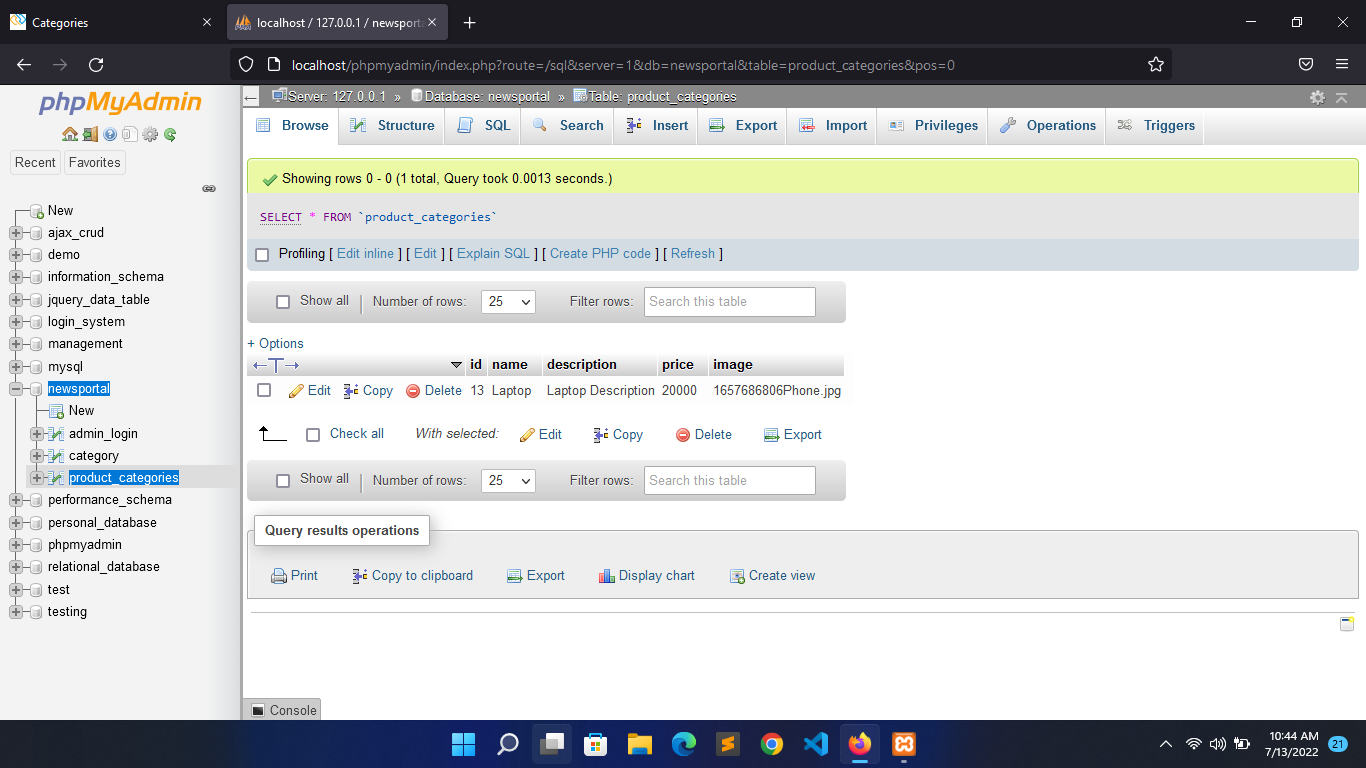 Categories
localhost / 127.0.0.1 / newsporta
localhost/phpmyadmin/index.php?route=/sql&server=1&db=newsportal&table=product_categories&pos=0
phpMyAdmin
Recent Favorites
New
ajax_crud
demo
information_schema
jquery_data_table
login_system
management
mysql
newsportal
New
admin_login
category
product_categories
performance_schema
personal_database
phpmyadmin
relational_database
test
testing
Server: 127.0.0.1 » Database: newsportal » Table: product_categories
Browse Structure SQL Search Insert Export Import Privileges Operations Triggers
Showing rows 0 - 0 (1 total, Query took 0.0013 seconds.)
SELECT * FROM `product_categories`
Profiling [ Edit inline ] [ Edit ] [ Explain SQL ] [ Create PHP code ] [ Refresh ]
Show all Number of rows: 25 Filter rows: Search this table
+ Options
id name description price image
Edit Copy Delete 13 Laptop Laptop Description 20000 1657686806Phone.jpg
Check all With selected: Edit Copy Delete Export
Show all Number of rows: 25 Filter rows: Search this table
Query results operations
Print Copy to clipboard Export Display chart Create view
Console
10:44 AM
7/13/2022
21